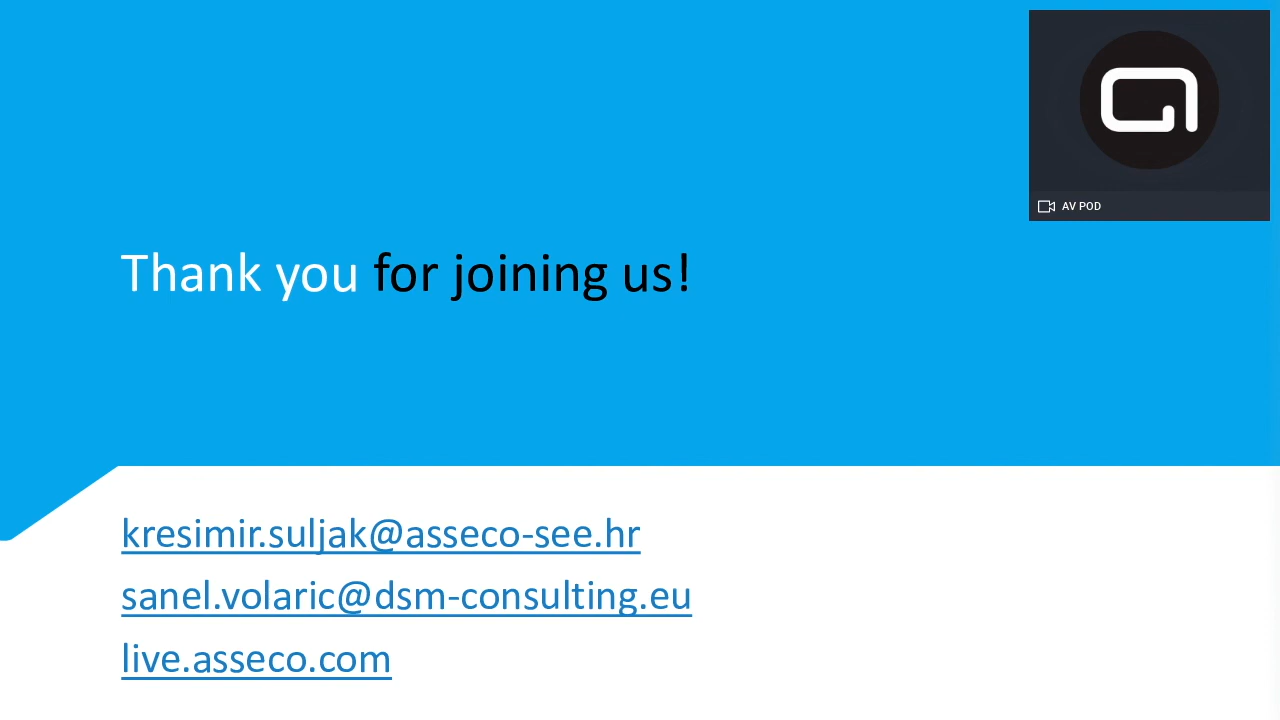 AV POD
Thank you for joining us!
kresimir.suljak@asseco-see.hr
sanel.volaric@dsm-consulting.eu
live.asseco.com